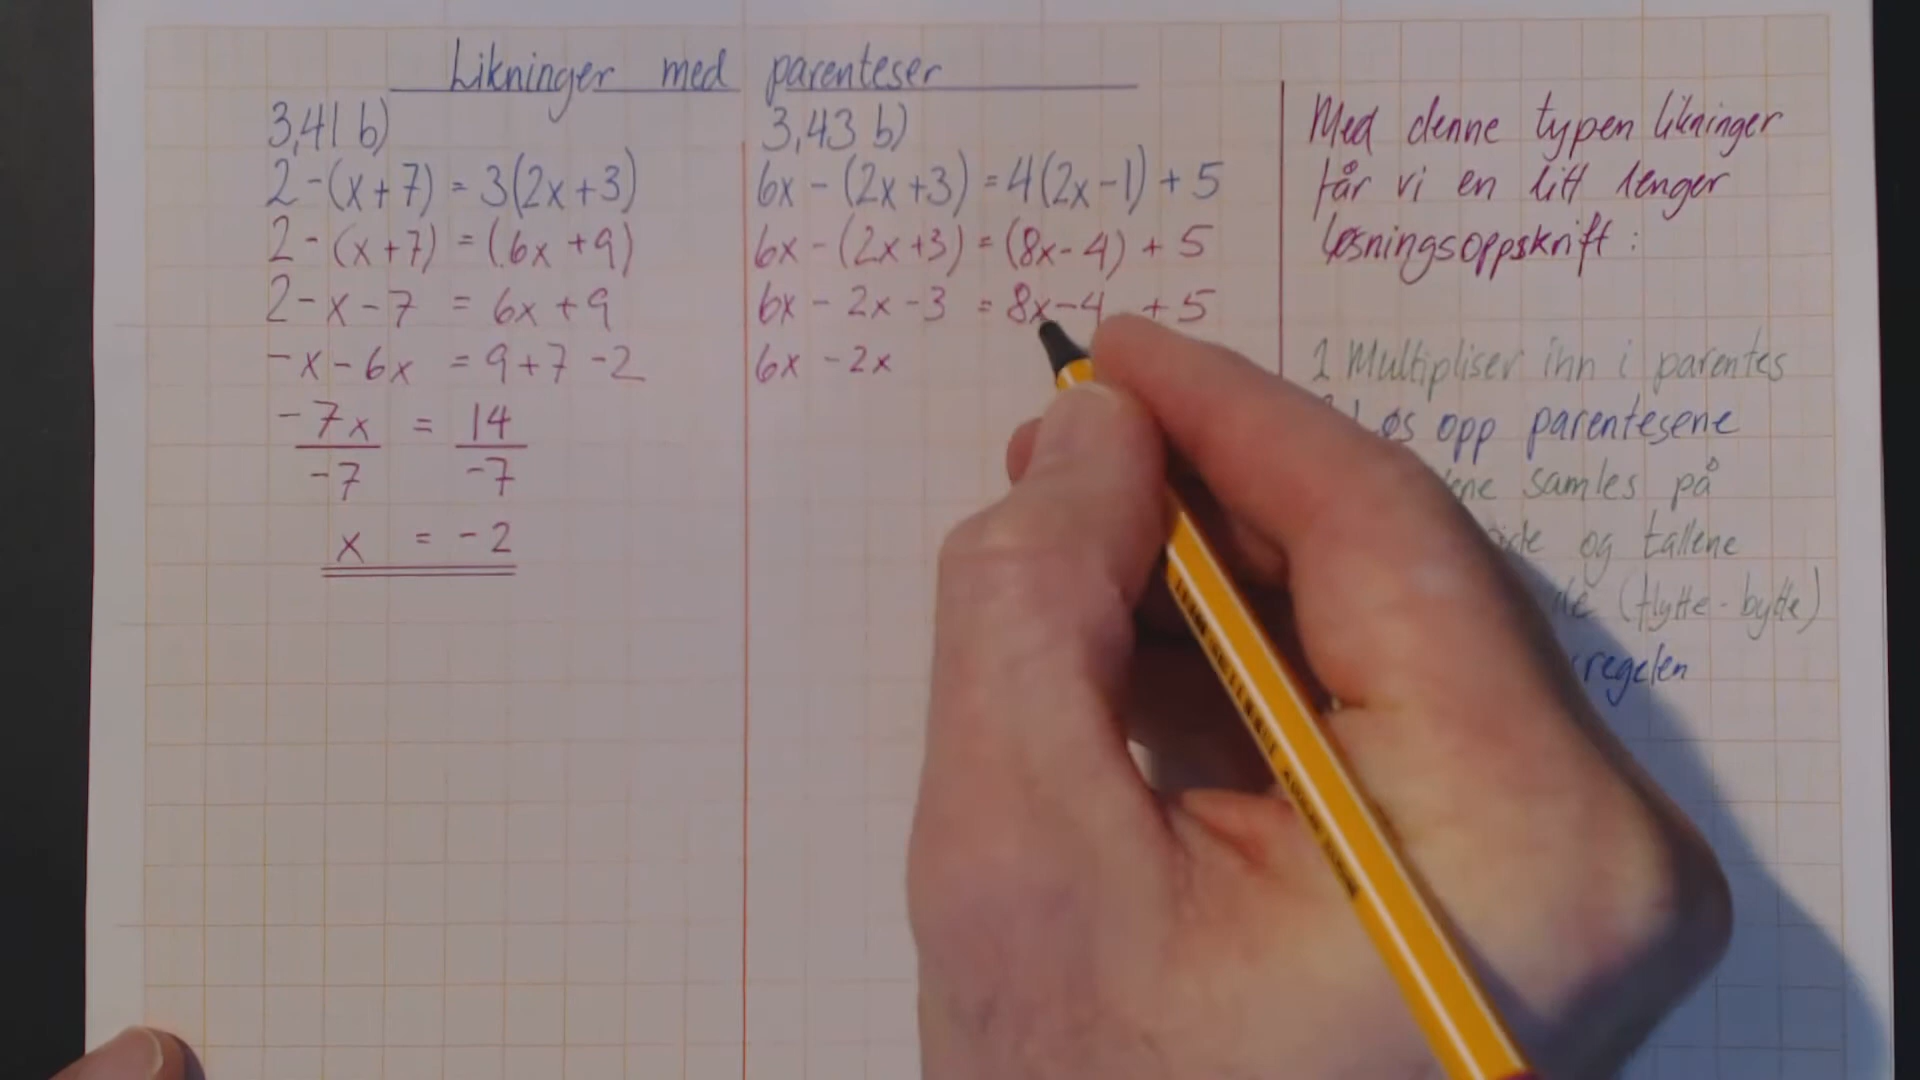 Likninger med parenteser
3,41 b)
2-(x+7) = 3(2x+3)
2-(x+7) = (6x+9)
2-x-7 = 6x+9
-x-6x = 9+7-2
-7x = 14
-7 -7
x = -2
3,43 b)
6x-(2x+3) = 4(2x-1)+5
6x-(2x+3) = (8x-4)+5
6x-2x-3 = 8x-4 +5
6x-2x
Med denne typen likninger
får vi en litt lenger
løsningsoppskrift:
1 Multipliser inn i parentes
opp parentesene
samles på
og tallene
(flytte-bytte)
regelen